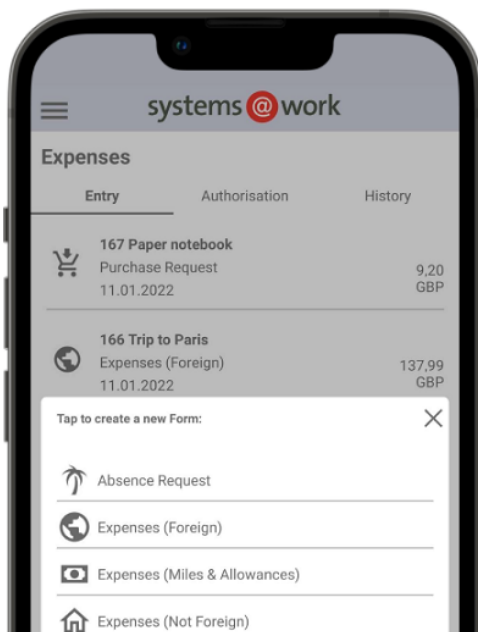 systems@work
Expenses
Entry Authorisation History
167 Paper notebook
Purchase Request 9,20
11.01.2022 GBP
166 Trip to Paris
Expenses (Foreign) 137,99
11.01.2022 GBP
Tap to create a new Form:
Absence Request
Expenses (Foreign)
Expenses (Miles & Allowances)
Expenses (Not Foreign)